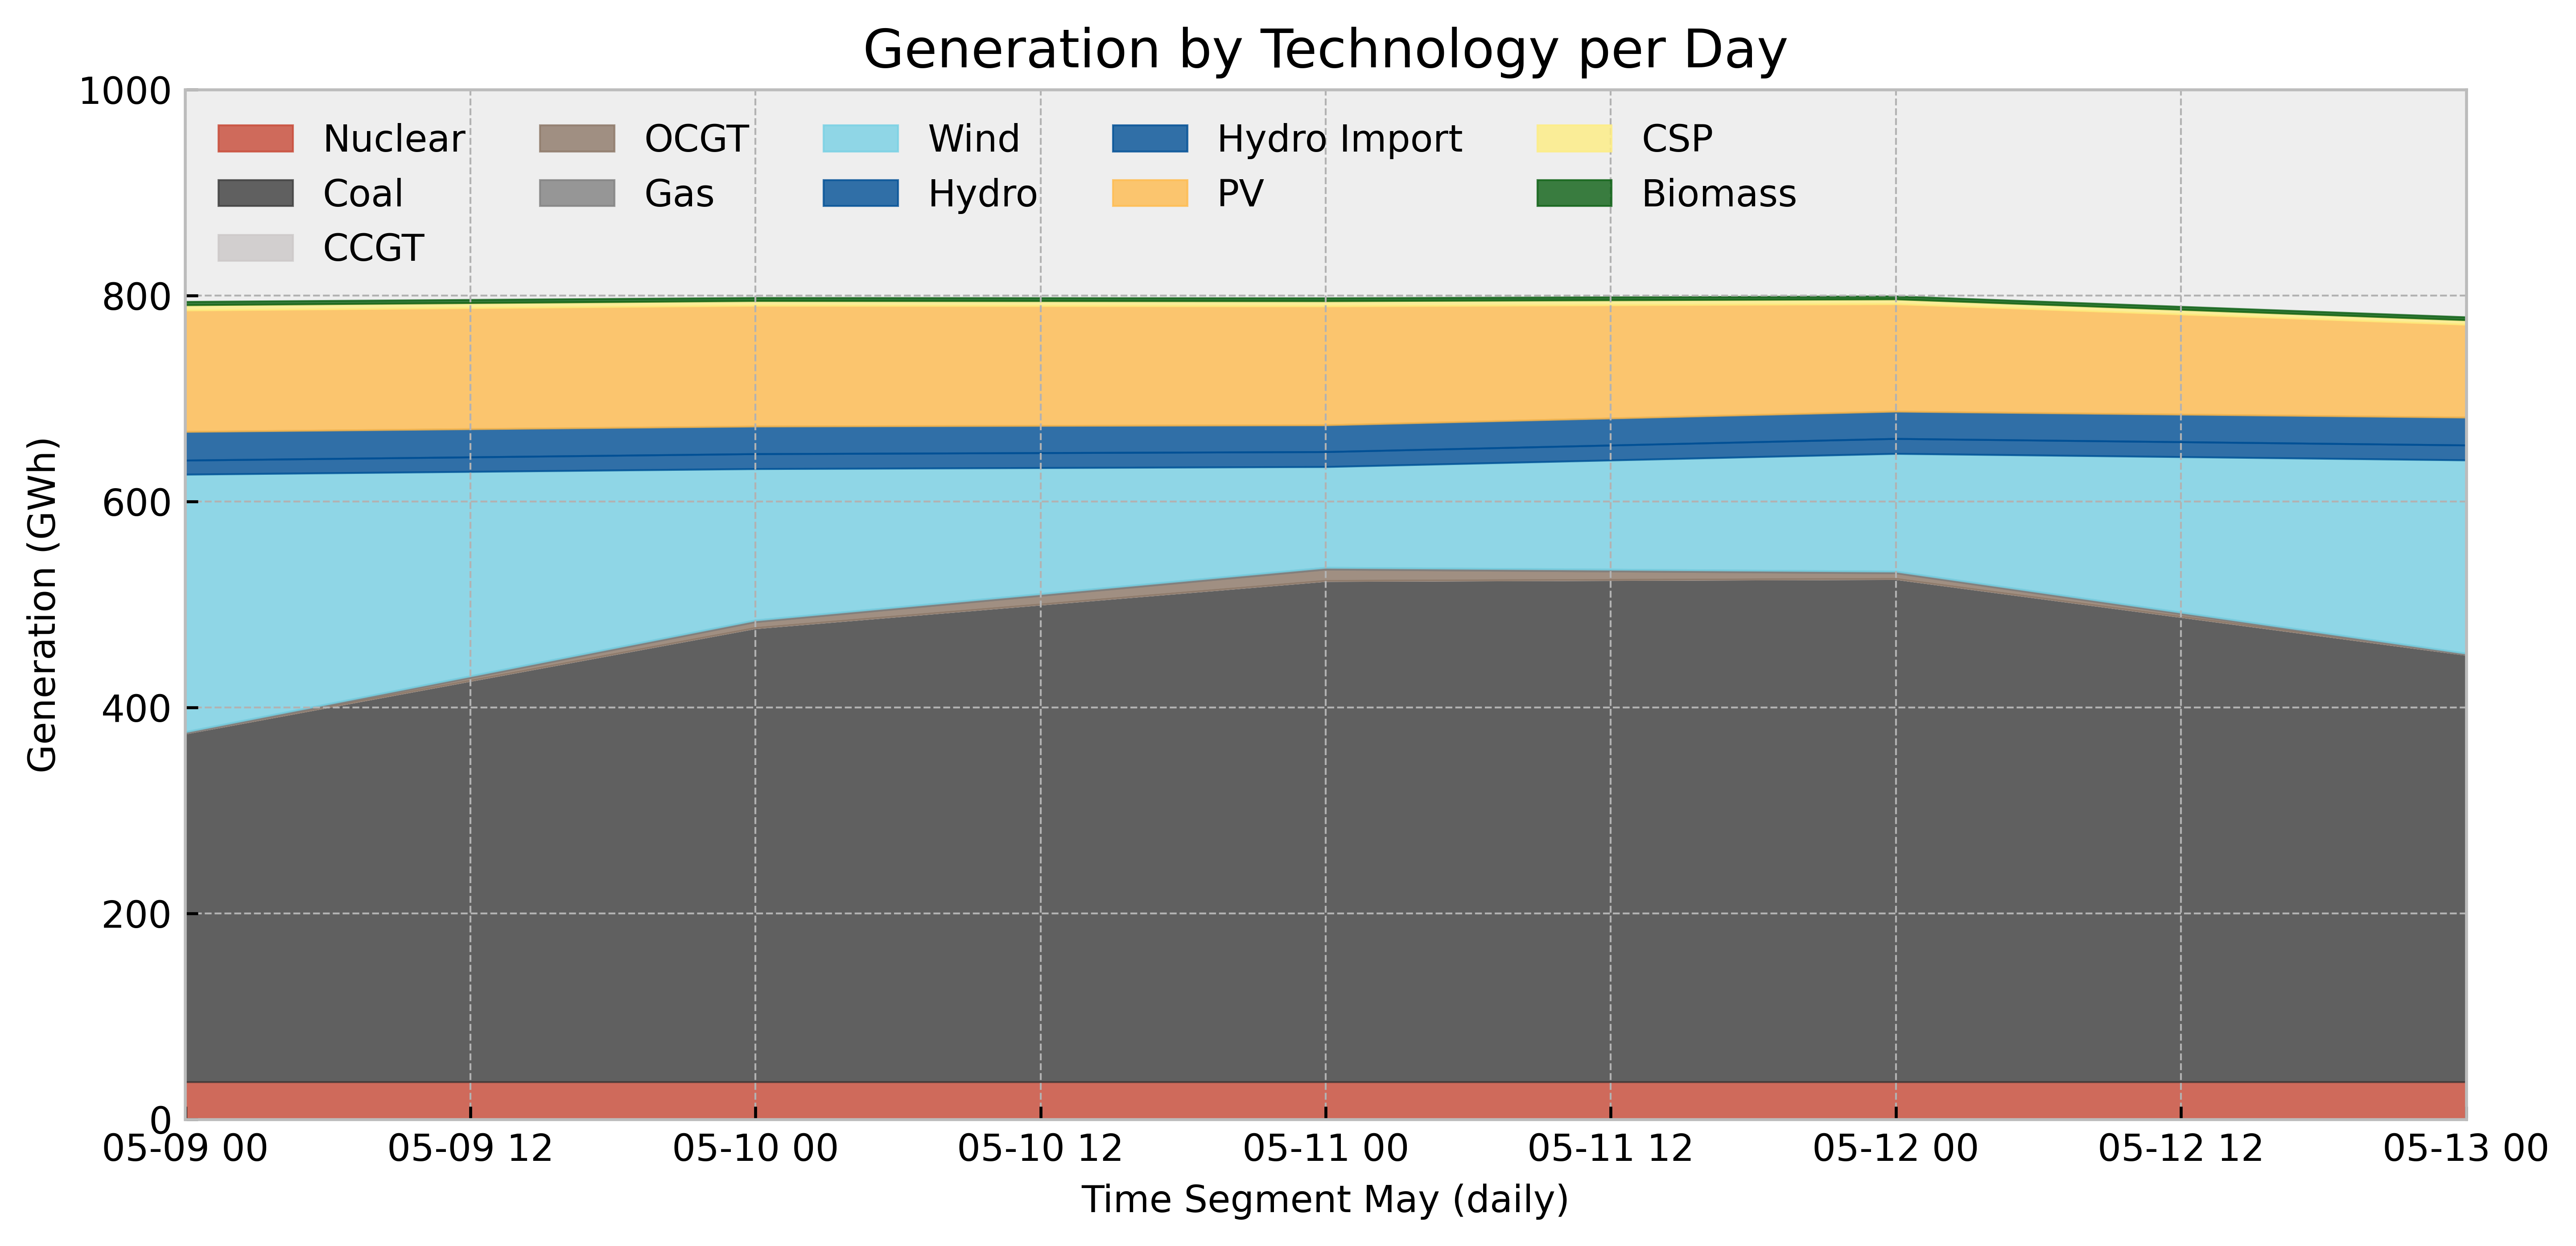 Generation by Technology per Day
1000
800
600
400
200
0
Generation (GWh)
Nuclear OCGT Wind Hydro Import CSP
Coal Gas Hydro PV Biomass
CCGT
05-09 00 05-09 12 05-10 00 05-10 12 05-11 00 05-11 12 05-12 00 05-12 12 05-13 00
Time Segment May (daily)